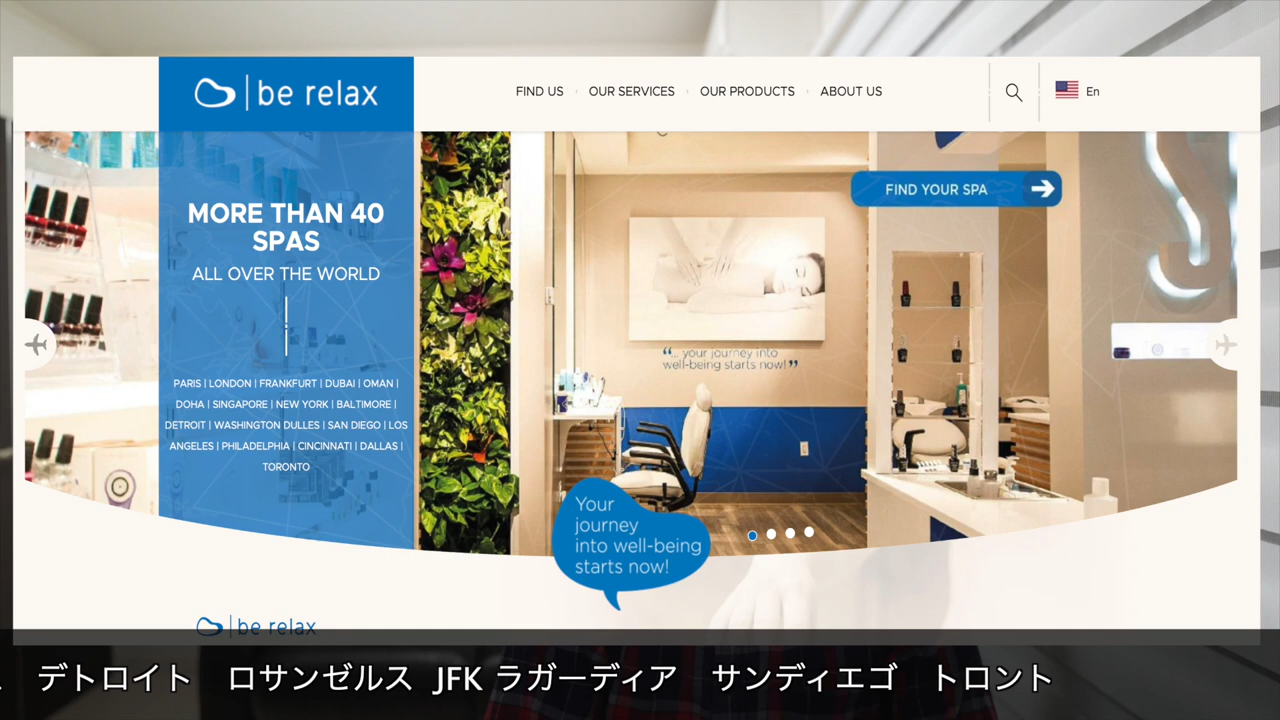 be relax
FIND US
OUR SERVICES
OUR PRODUCTS
ABOUT US
En
MORE THAN 40
SPAS
ALL OVER THE WORLD
PARIS | LONDON | FRANKFURT | DUBAI | OMAN |
DOHA | SINGAPORE | NEW YORK | BALTIMORE |
DETROIT | WASHINGTON DULLES | SAN DIEGO | LOS
ANGELES | PHILADELPHIA | CINCINNATI | DALLAS |
TORONTO
FIND YOUR SPA
“... your journey into
well-being starts now!”
Your
journey
into well-being
starts now!
be relax
デトロイト ロサンゼルス JFK ラガーディア サンディエゴ トロント